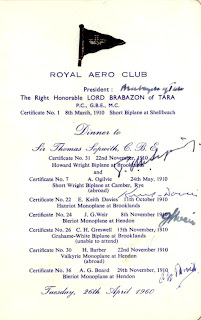 ROYAL AERO CLUB
President: Brabazon of Tara
The Right Honorable LORD BRABAZON of TARA
P.C., G.B.E., M.C.
Certificate No. 1 8th March, 1910 Short Biplane at Shellbeach
Dinner to
Sir Thomas Sopwith, C.B.E.
Certificate No. 31 22nd November, 1910
Howard Wright Biplane at Brooklands
and
Certificate No. 7 A. Ogilvie 24th May, 1910
Short Wright Biplane at Camber, Rye
(abroad)
Certificate No. 22 E. Keith Davies 11th October 1910
Hanriot Monoplane at Brooklands
Certificate No. 24 J. G. Weir 8th November 1910
Bleriot at Hendon
Certificate No. 26 C. H. Greswell 15th November, 1910
Grahame-White Biplane at Brooklands
(unable to attend)
Certificate No. 30 H. Barber 22nd November 1910
Valkyrie Monoplane at Hendon
(abroad)
Certificate No. 36 A. G. Board 29th November, 1910
Bleriot Monoplane at Hendon
Tuesday, 26th April 1960